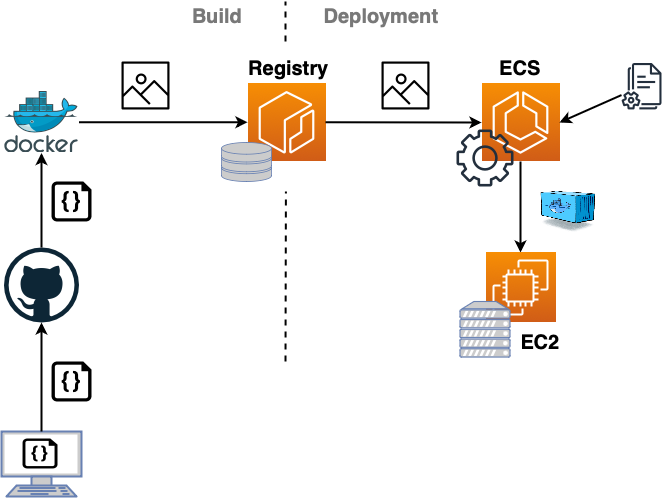 Build
Deployment
Registry
ECS
docker
{}
{}
EC2
{}